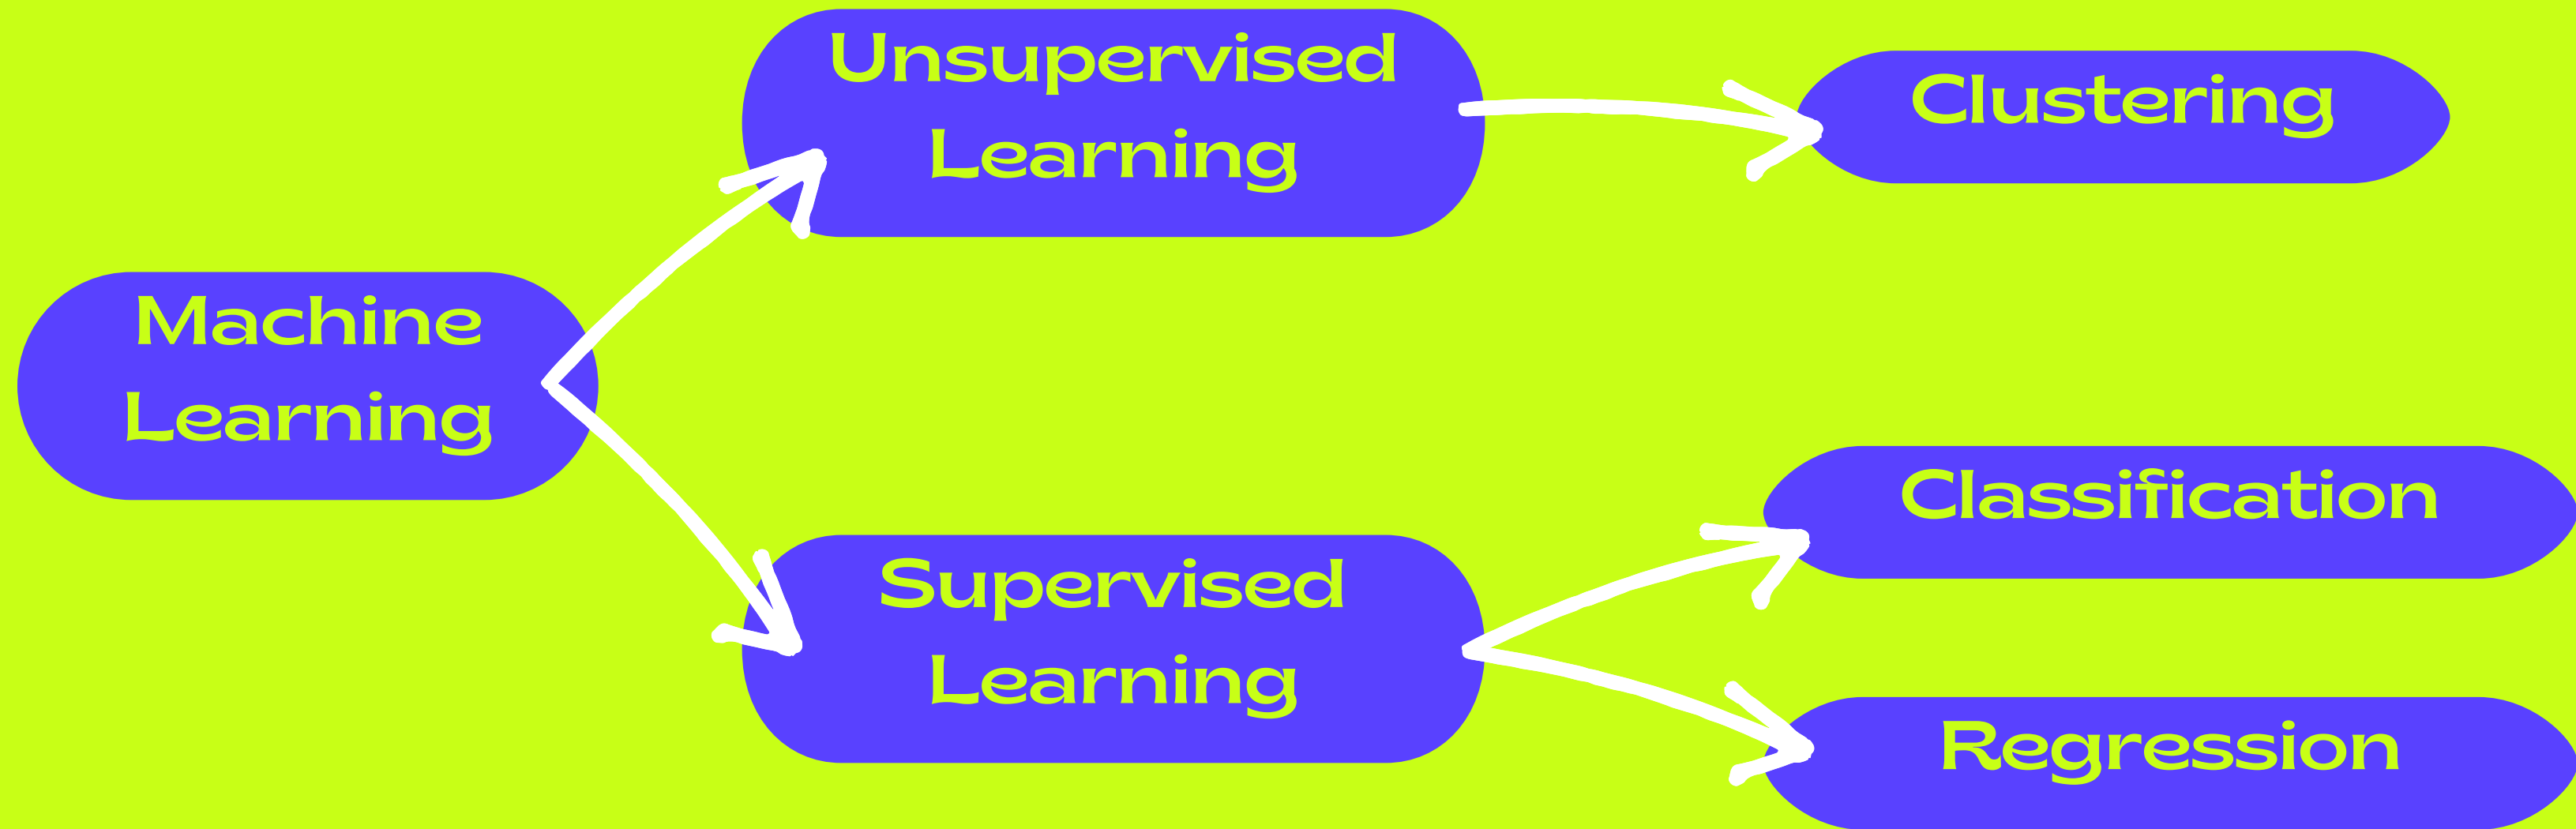 Machine
Learning
Unsupervised
Learning
Clustering
Supervised
Learning
Classification
Regression